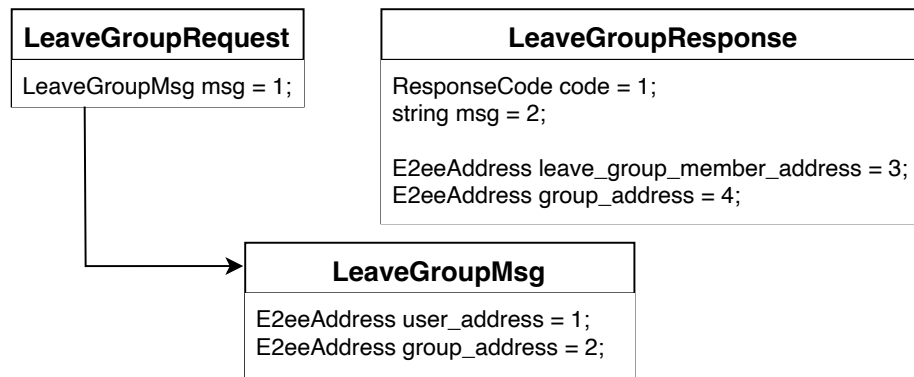 LeaveGroupRequest
LeaveGroupMsg msg = 1;
LeaveGroupResponse
ResponseCode code = 1;
string msg = 2;
E2eeAddress leave_group_member_address = 3;
E2eeAddress group_address = 4;
LeaveGroupMsg
E2eeAddress user_address = 1;
E2eeAddress group_address = 2;